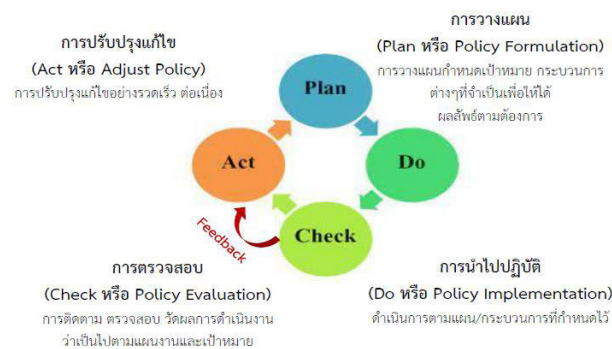 การวางแผน
(Plan หรือ Policy Formulation)
การวางแผนกำหนดเป้าหมาย กระบวนการ
ต่างๆที่จำเป็นเพื่อให้ได้
ผลลัพธ์ตามต้องการ
การปรับปรุงแก้ไข
(Act หรือ Adjust Policy)
การปรับปรุงแก้ไขอย่างรวดเร็ว ต่อเนื่อง
Plan
Act
Do
Check
Feedback
การตรวจสอบ
(Check หรือ Policy Evaluation)
การติดตาม ตรวจสอบ วัดผลการดำเนินงาน
ว่าเป็นไปตามแผนงานและเป้าหมาย
การนำไปปฏิบัติ
(Do หรือ Policy Implementation)
ดำเนินการตามแผน/กระบวนการที่กำหนดไว้